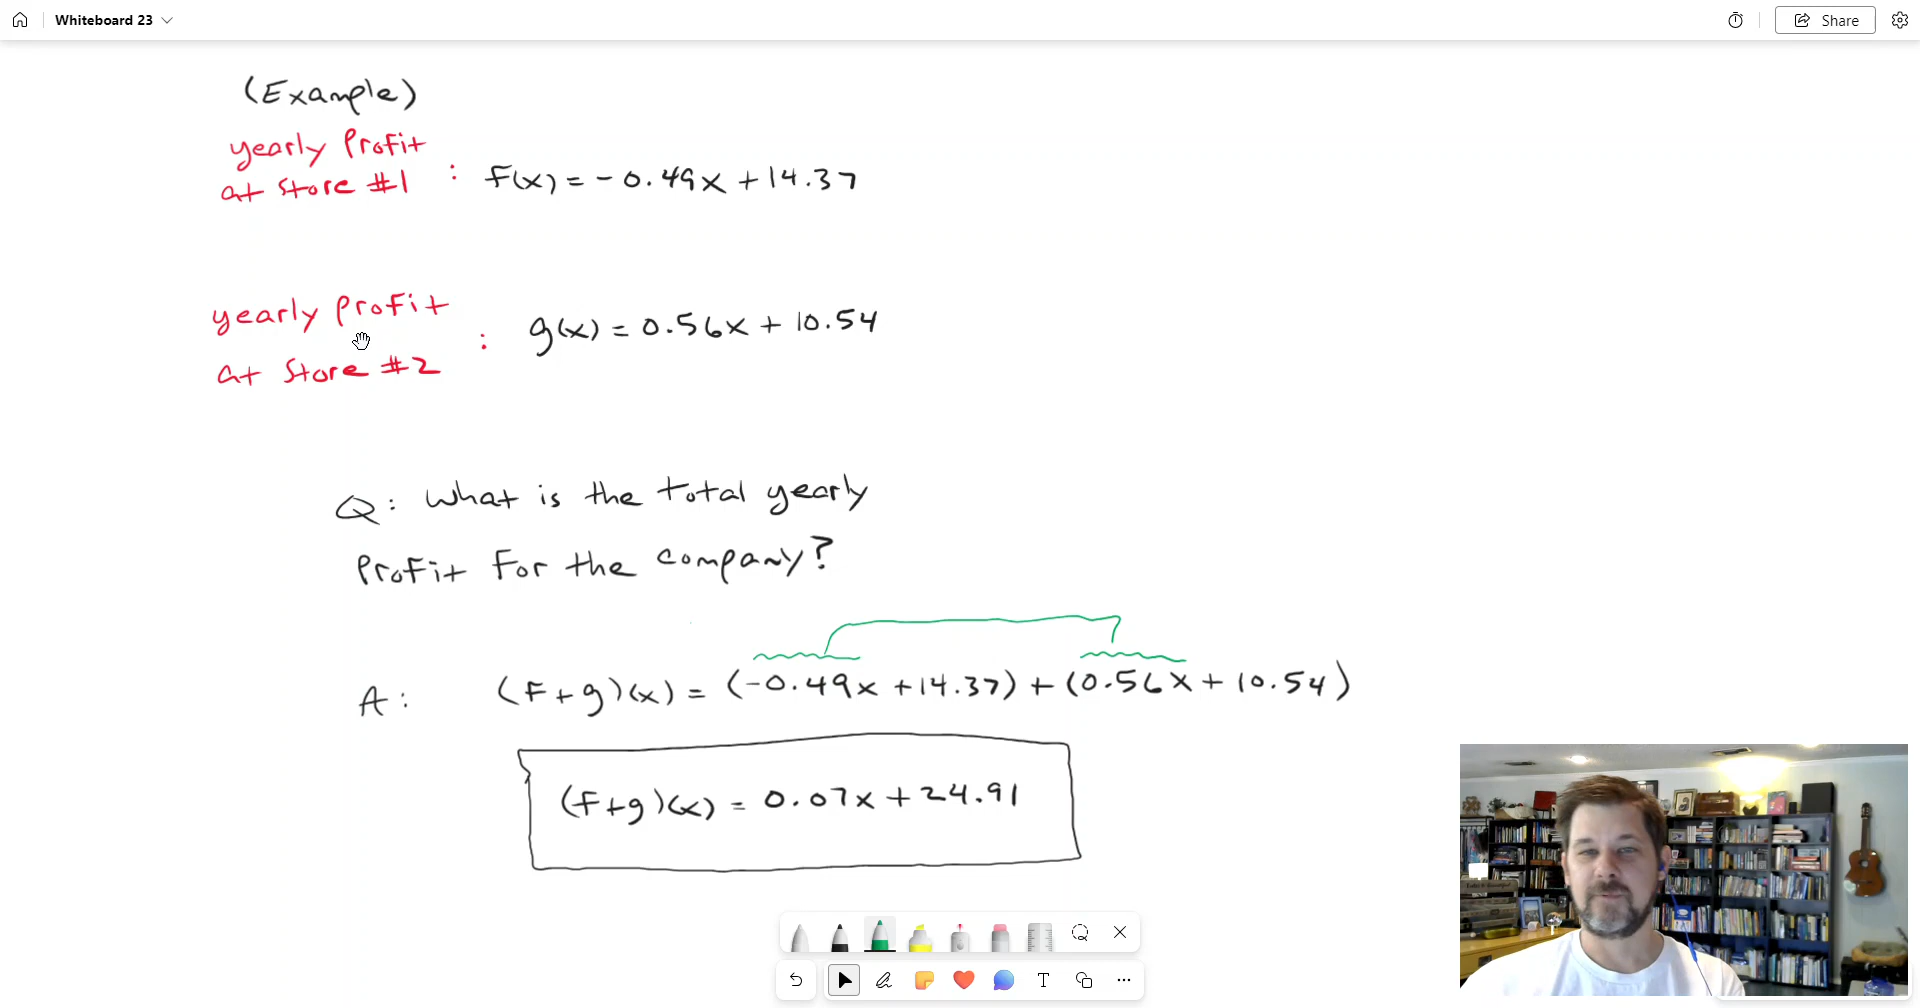 Whiteboard 23
Share
(Example)
yearly Profit
at store #1 : f(x) = -0.49x + 14.37
yearly profit
at store #2 : g(x) = 0.56x + 10.54
Q: What is the total yearly
Profit for the company?
A: (f+g)(x) = (-0.49x + 14.37) + (0.56x + 10.54)
(f+g)(x) = 0.07x + 24.91
T